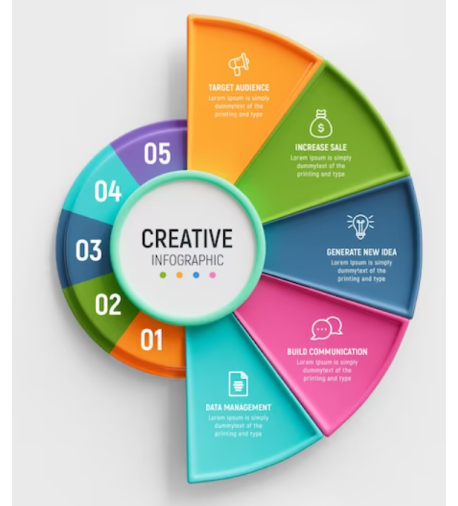 TARGET AUDIENCE
Lorem Ipsum is simply
dummytext of the
printing and type
INCREASE SALE
Lorem Ipsum is simply
dummytext of the
printing and type
GENERATE NEW IDEA
Lorem Ipsum is simply
dummytext of the
printing and type
BUILD COMMUNICATION
Lorem Ipsum is simply
dummytext of the
printing and type
DATA MANAGEMENT
Lorem Ipsum is simply
dummytext of the
printing and type
05
04
03
02
01
CREATIVE
INFOGRAPHIC
$